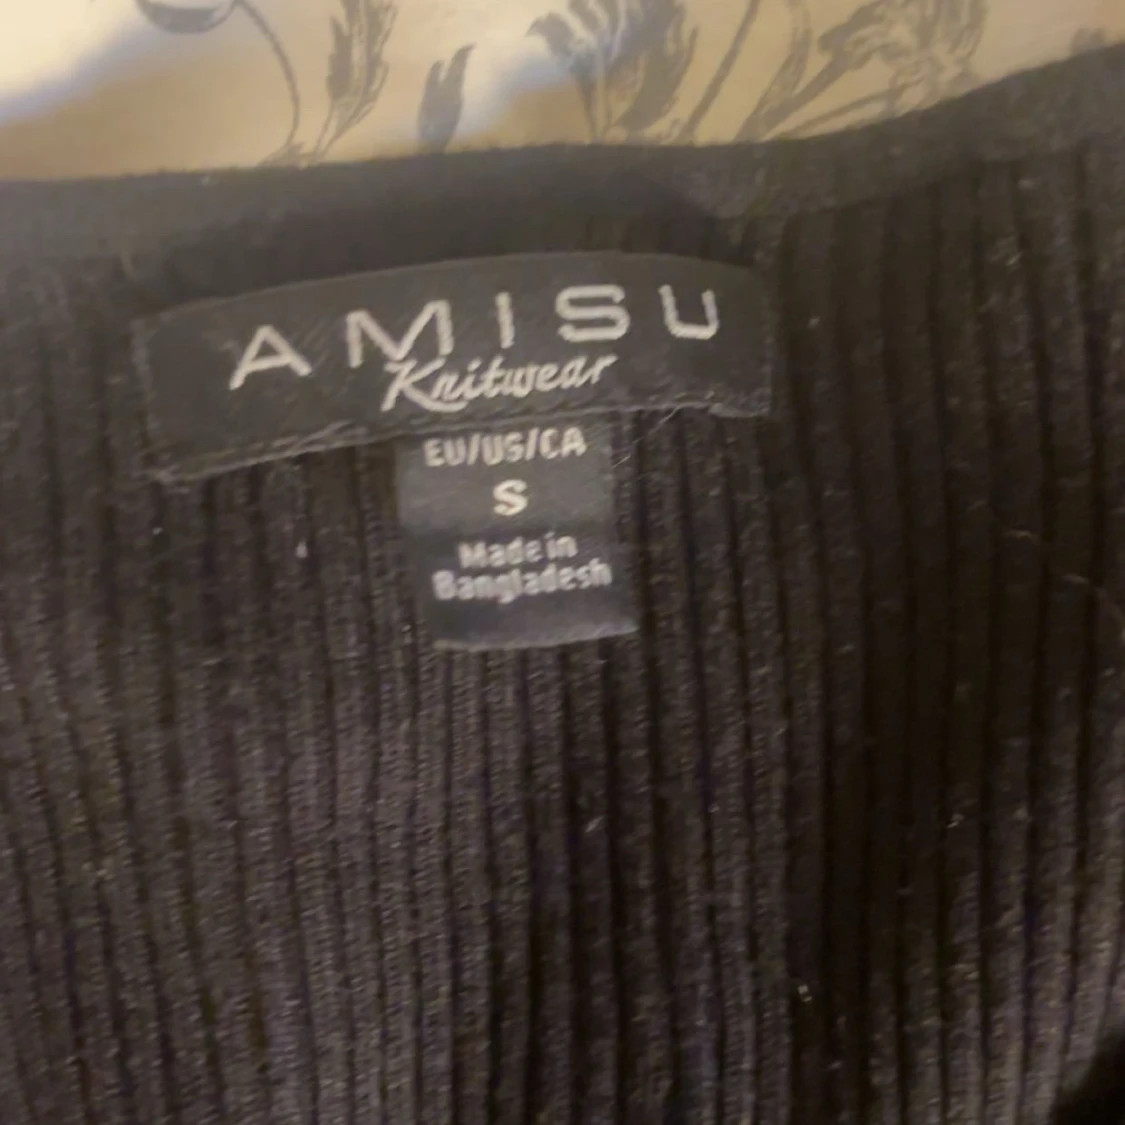 AMISU
Knitwear
EU/US/CA
S
Made in
Bangladesh